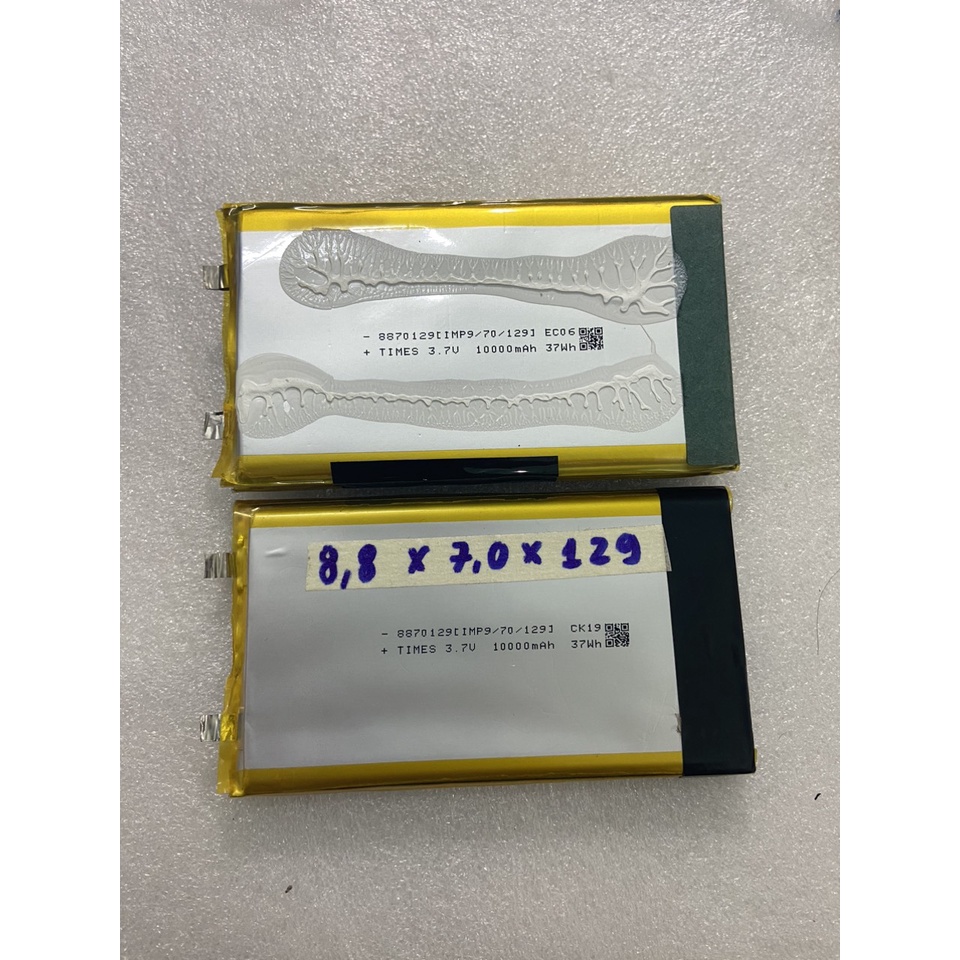 - 8870129[IMP9/70/129] EC06
+ TIMES 3.7V 10000mAh 37Wh
8,8 x 7,0 x 129
- 8870129[IMP9/70/129] CK19
+ TIMES 3.7V 10000mAh 37Wh